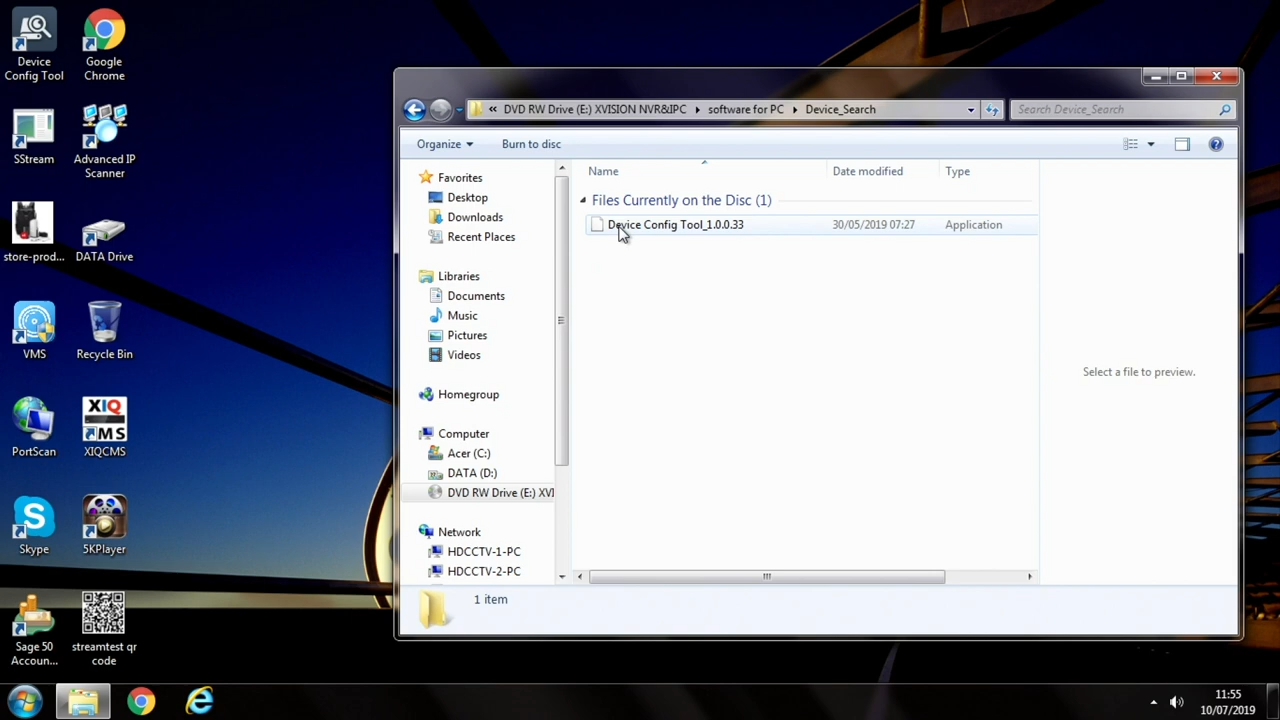 Device
Config Tool
Google
Chrome
SStream
Advanced IP
Scanner
store-prod...
DATA Drive
VMS
Recycle Bin
PortScan
XIQ
MS
XIQCMS
Skype
5KPlayer
Sage 50
Accoun...
streamtest qr
code
« DVD RW Drive (E:) XVISION NVR&IPC software for PC Device_Search
Search Device_Search
Organize Burn to disc
Favorites
Desktop
Downloads
Recent Places
Libraries
Documents
Music
Pictures
Videos
Homegroup
Computer
Acer (C:)
DATA (D:)
DVD RW Drive (E:) XVI
Network
HDCCTV-1-PC
HDCCTV-2-PC
Name Date modified Type
Files Currently on the Disc (1)
Device Config Tool_1.0.0.33 30/05/2019 07:27 Application
Select a file to preview.
1 item
11:55
10/07/2019